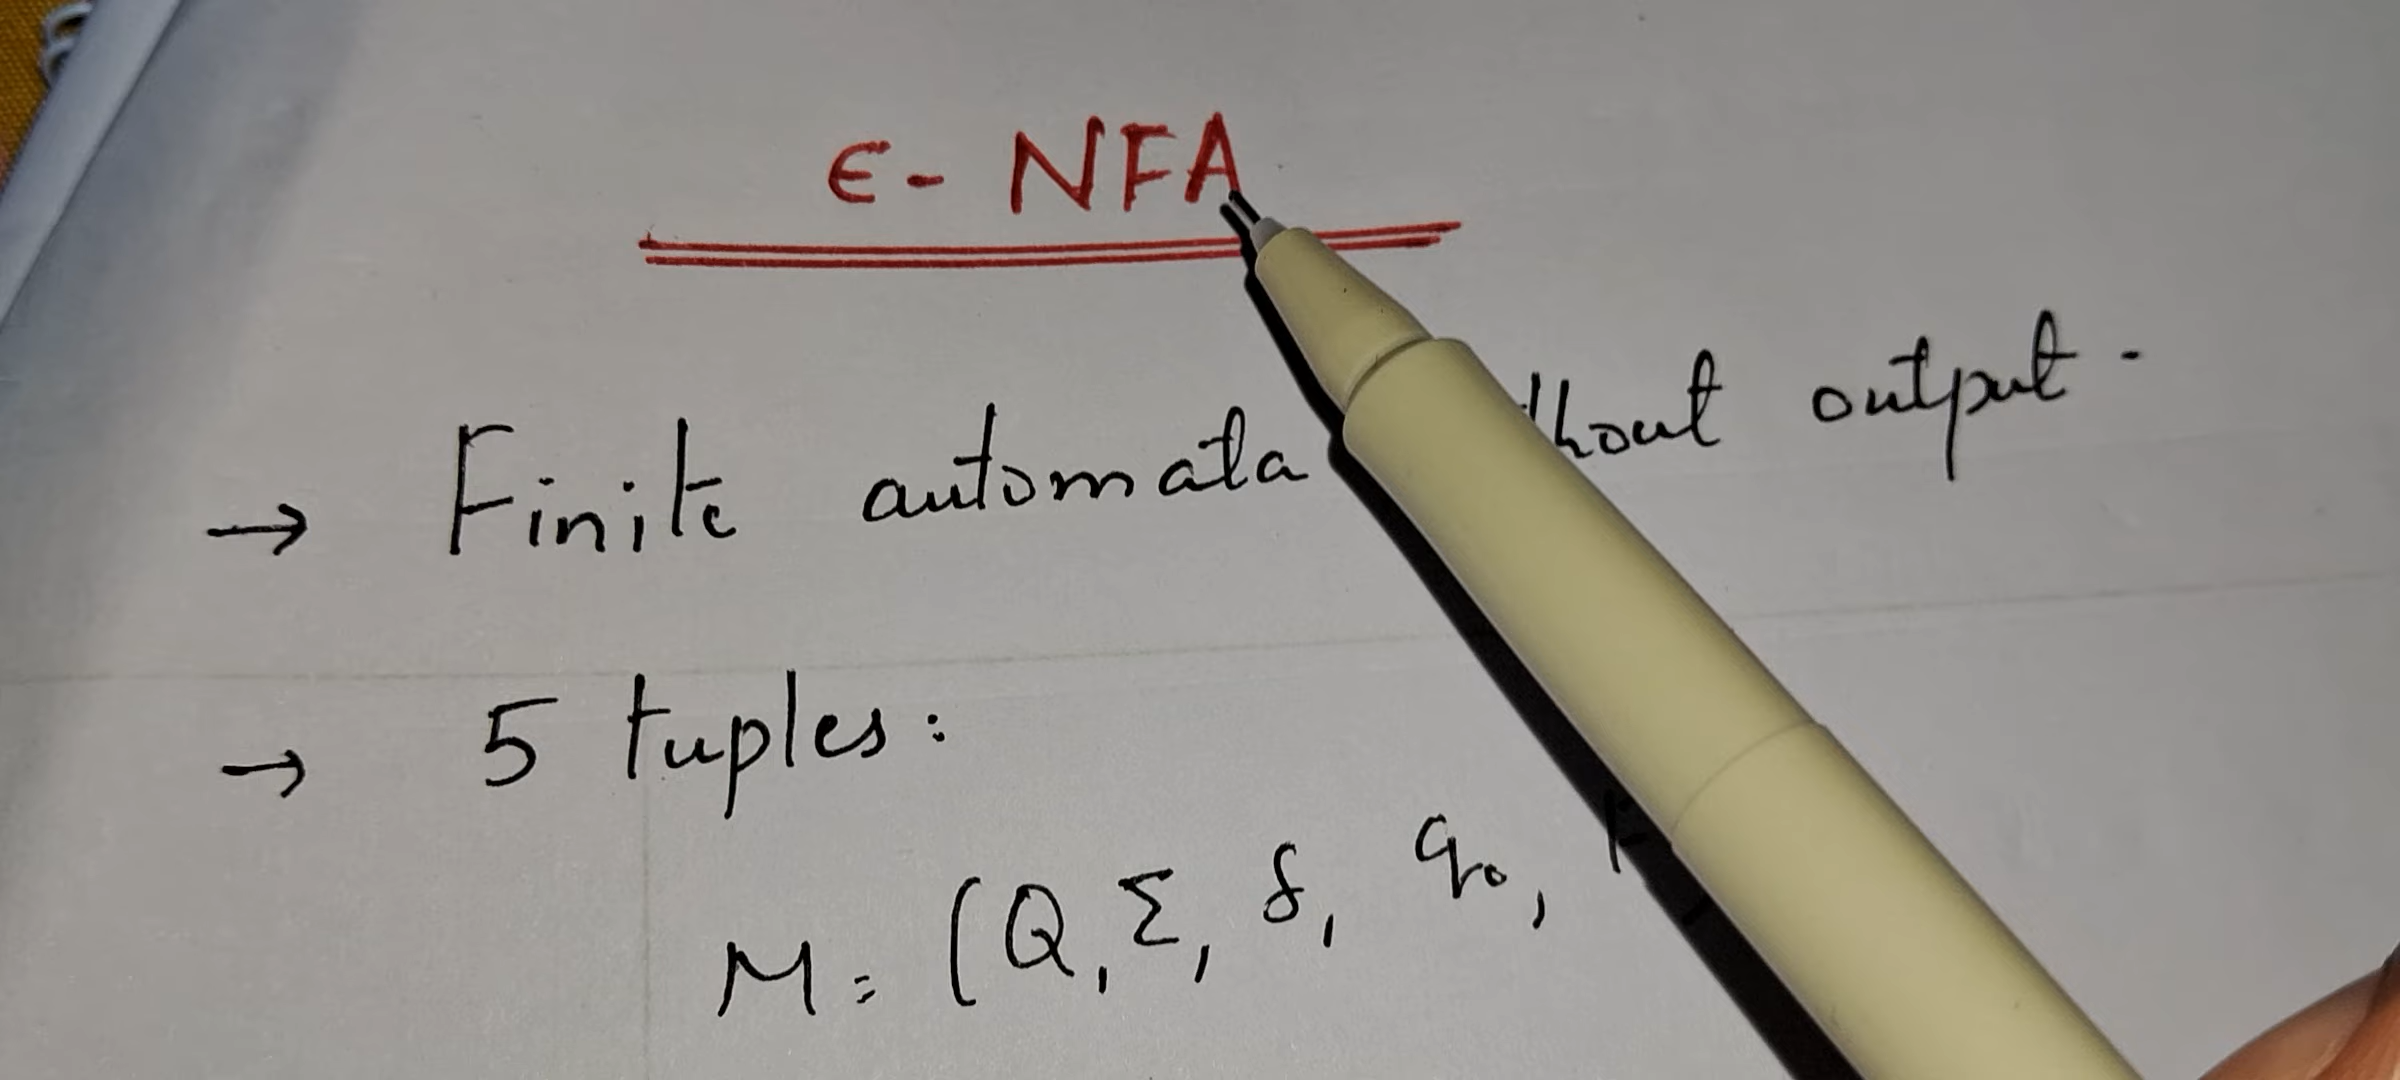 ε- NFA
→ Finite automata hout output.
→ 5 tuples:
M= (Q, Σ, δ, q₀,